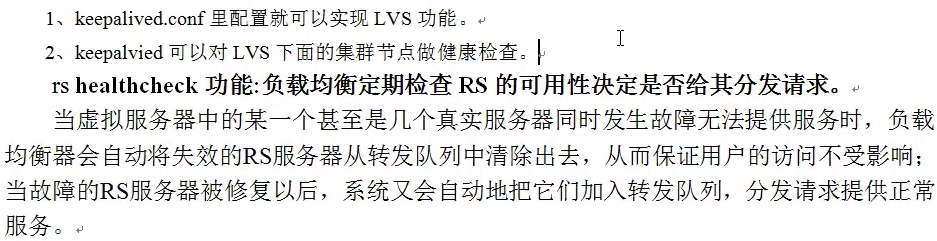 1、keepalived.conf 里配置就可以实现 LVS 功能。
2、keepalvied 可以对 LVS 下面的集群节点做健康检查。
rs healthcheck 功能:负载均衡定期检查 RS 的可用性决定是否给其分发请求。
当虚拟服务器中的某一个甚至是几个真实服务器同时发生故障无法提供服务时，负载
均衡器会自动将失效的RS服务器从转发队列中清除出去，从而保证用户的访问不受影响；
当故障的RS服务器被修复以后，系统又会自动地把它们加入转发队列，分发请求提供正常
服务。